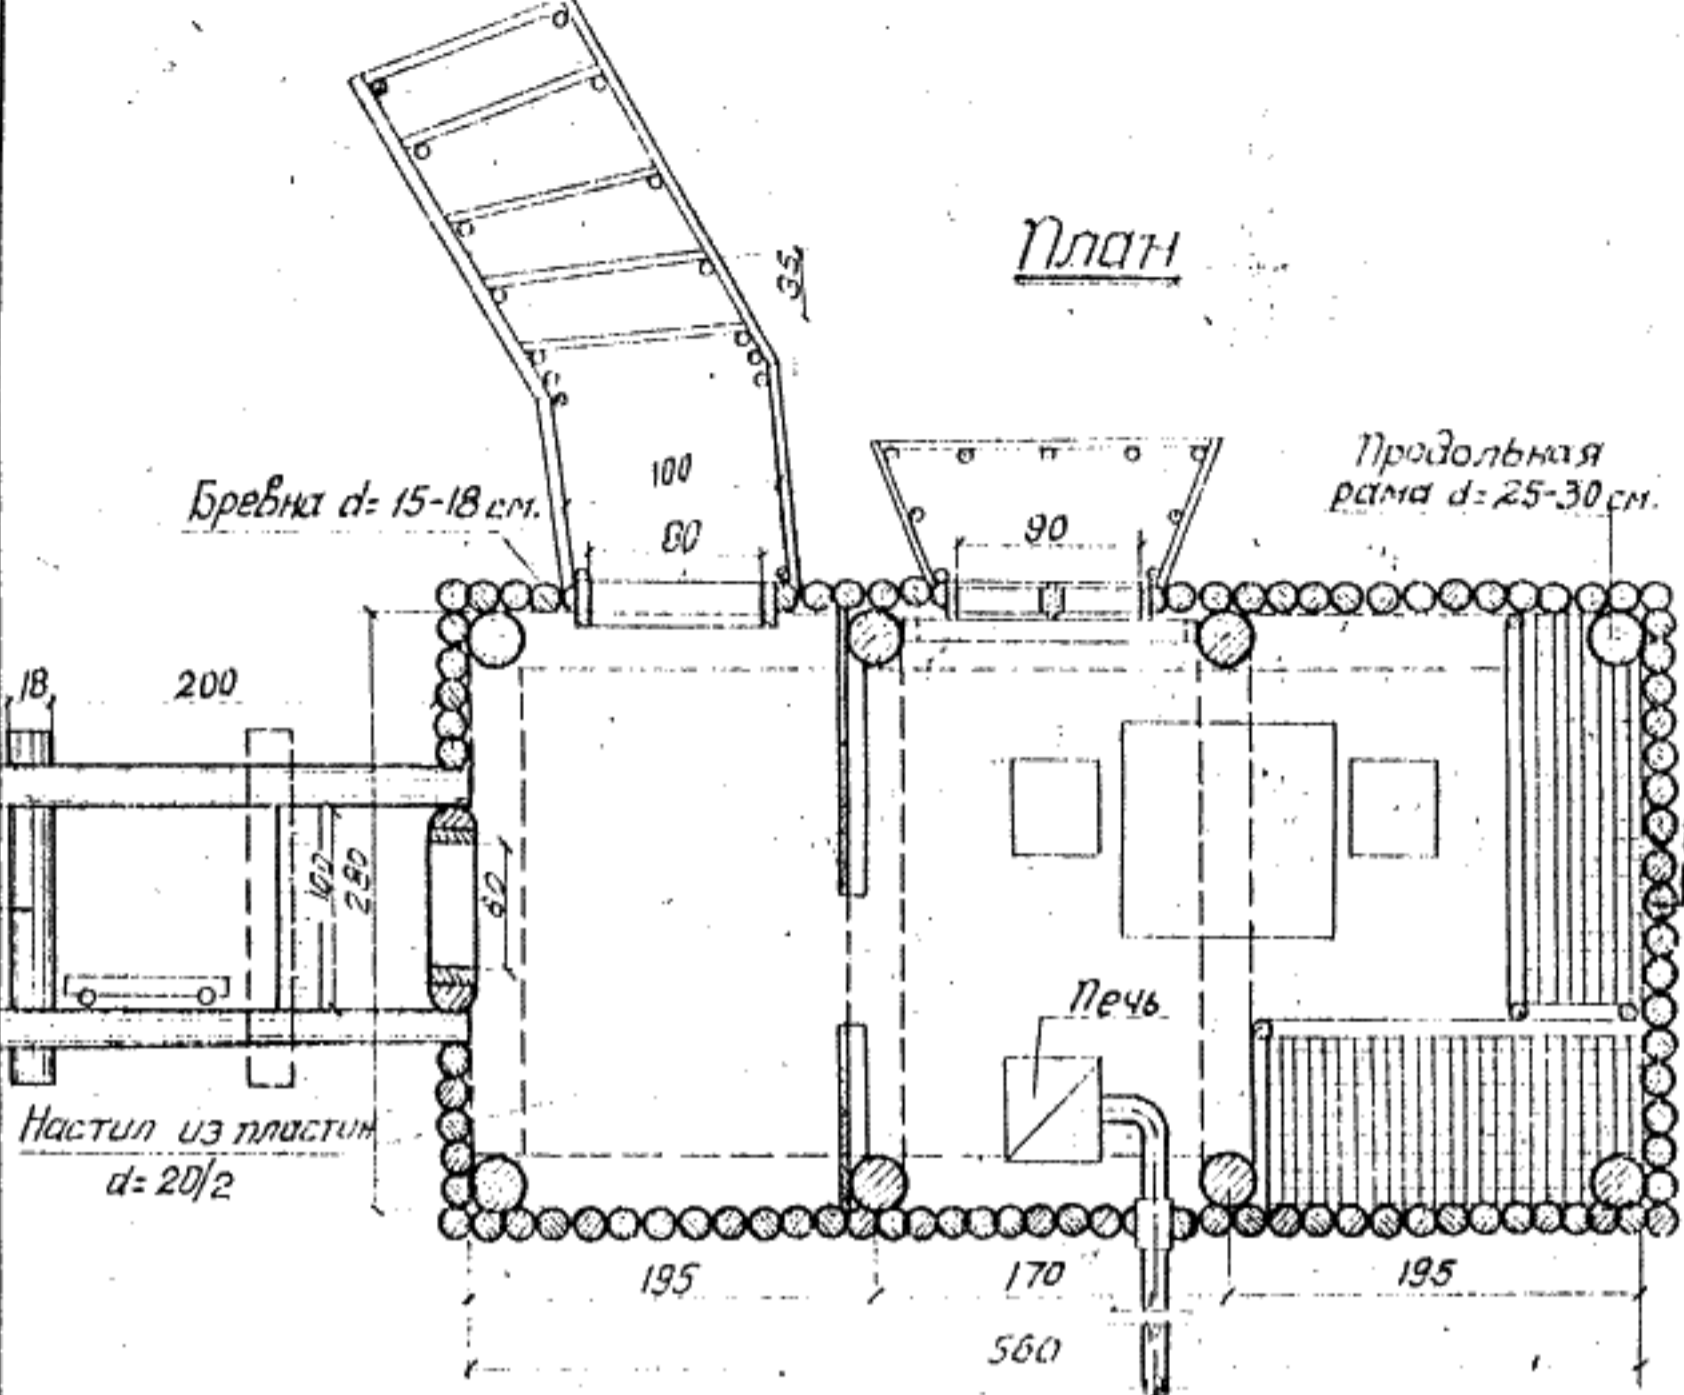 План
35
100
Бревна d=15-18 см.
80
90
Продольная
рама d=25-30 см.
18
200
100
280
60
Печь
Настил из пластин
d=20/2
195
170
195
560